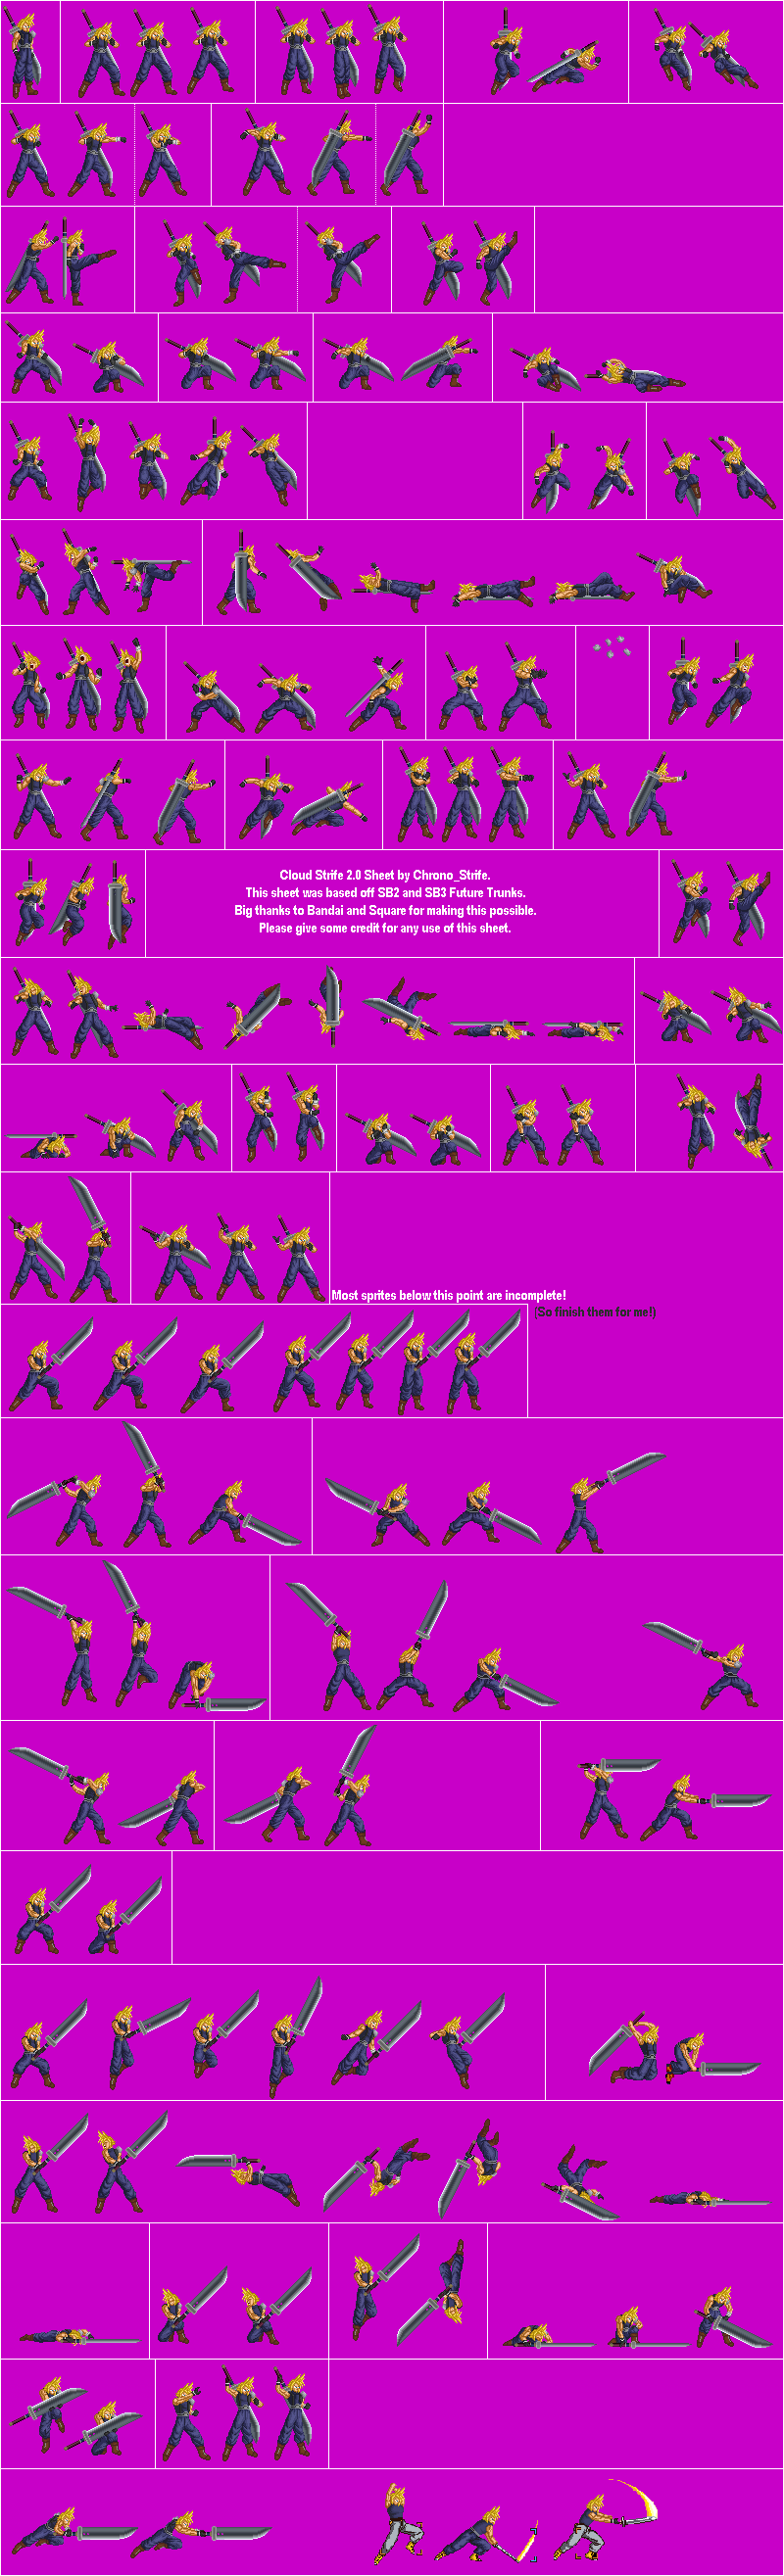 Cloud Strife 2.0 Sheet by Chrono_Strife.
This sheet was based off SB2 and SB3 Future Trunks.
Big thanks to Bandai and Square for making this possible.
Please give some credit for any use of this sheet.
Most sprites below this point are incomplete!
(So finish them for me!)